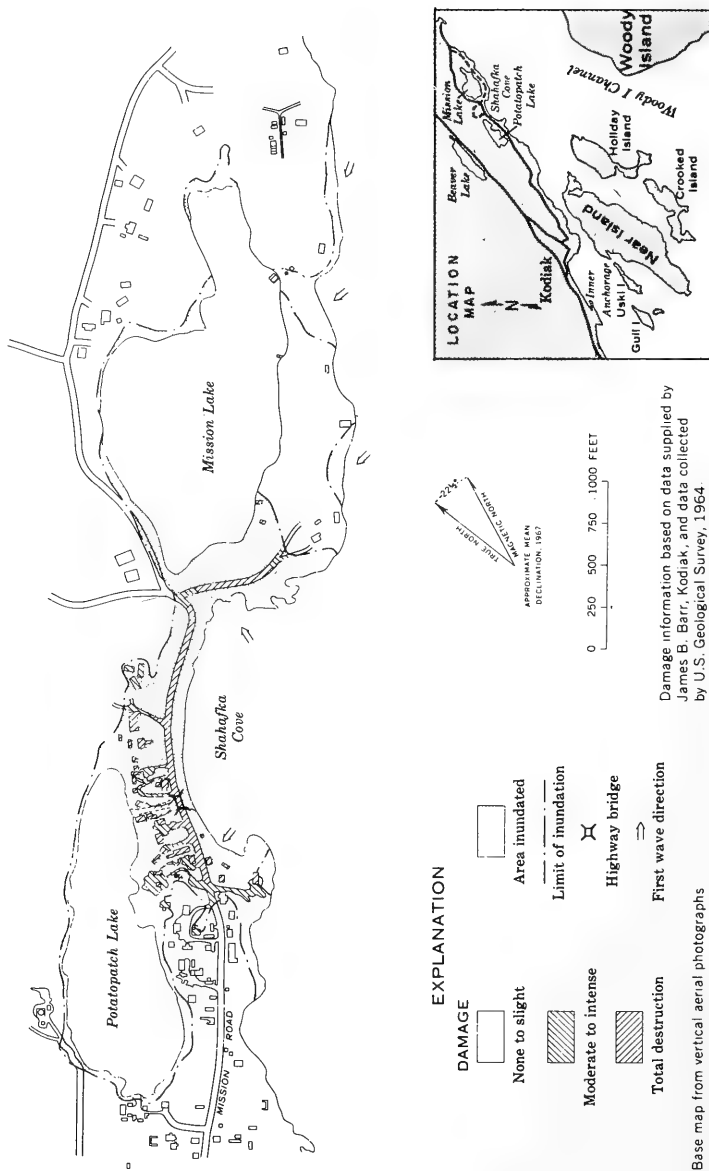 Potatopatch Lake
Mission Lake
Shahafka
Cove
MISSION ROAD
EXPLANATION
DAMAGE
None to slight
Moderate to intense
Total destruction
Area inundated
Limit of inundation
Highway bridge
First wave direction
Base map from vertical aerial photographs
TRUE NORTH
22½°
MAGNETIC NORTH
APPROXIMATE MEAN
DECLINATION, 1967
0 250 500 750 1000 FEET
Damage information based on data supplied by
James B. Barr, Kodiak, and data collected
by U.S. Geological Survey, 1964.
LOCATION
MAP
N
Kodiak
Beaver
Lake
Mission
Lake
Shahafka
Cove
Potatopatch
Lake
Inner
Anchorage
Uski I
Gull I
Near Island
Holiday
Island
Crooked
Island
Woody I Channel
Woody
Island